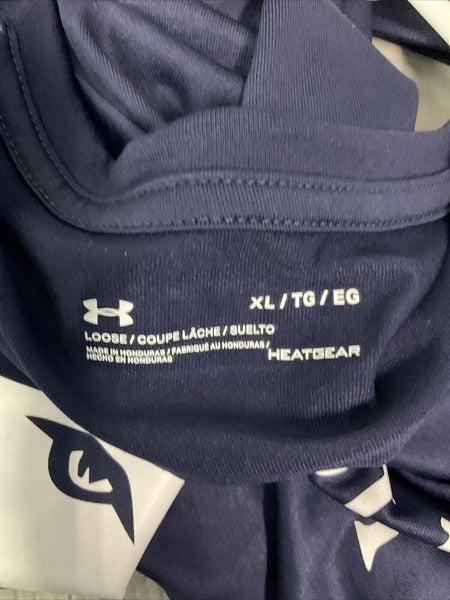 XL / TG / EG
LOOSE / COUPE LÂCHE / SUELTO
MADE IN HONDURAS / FABRIQUÉ AU HONDURAS /
HECHO EN HONDURAS
HEATGEAR